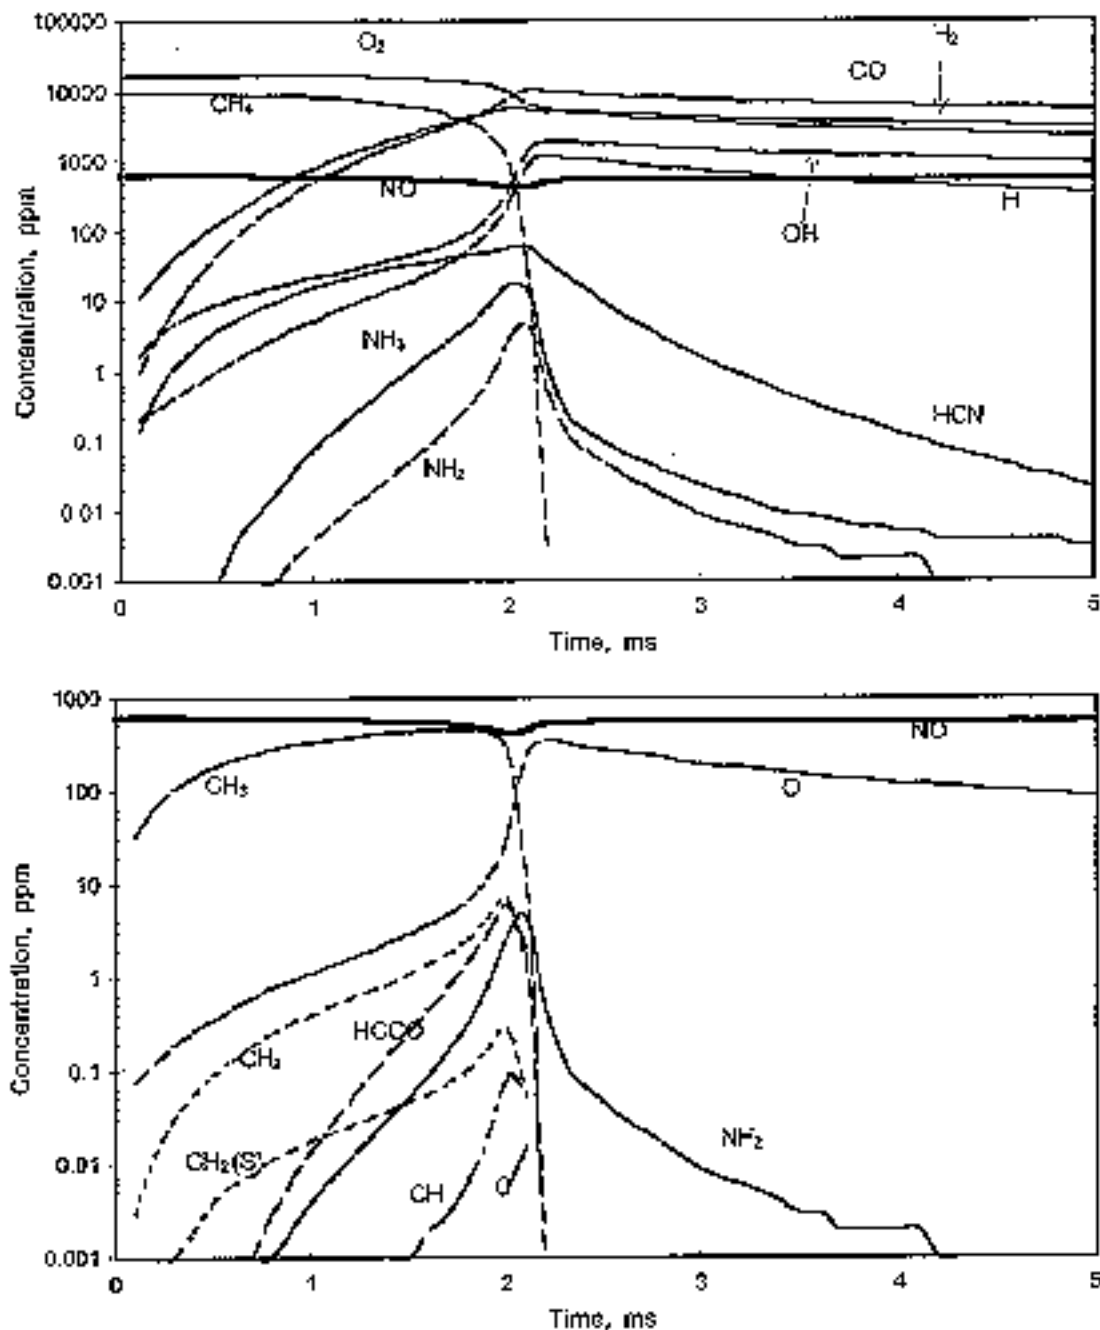 100000
10000
1000
100
10
1
0.1
0.01
0.001
Concentration, ppm
O₂
H₂
CO
CH₄
NO
H
OH
NH₃
HCN
NH₂
0 1 2 3 4 5
Time, ms
1000
100
10
1
0.1
0.01
0.001
Concentration, ppm
NO
CH₃
O
HCCO
CH₂
NH₂
CH₂(S)
CH
C
0 1 2 3 4 5
Time, ms